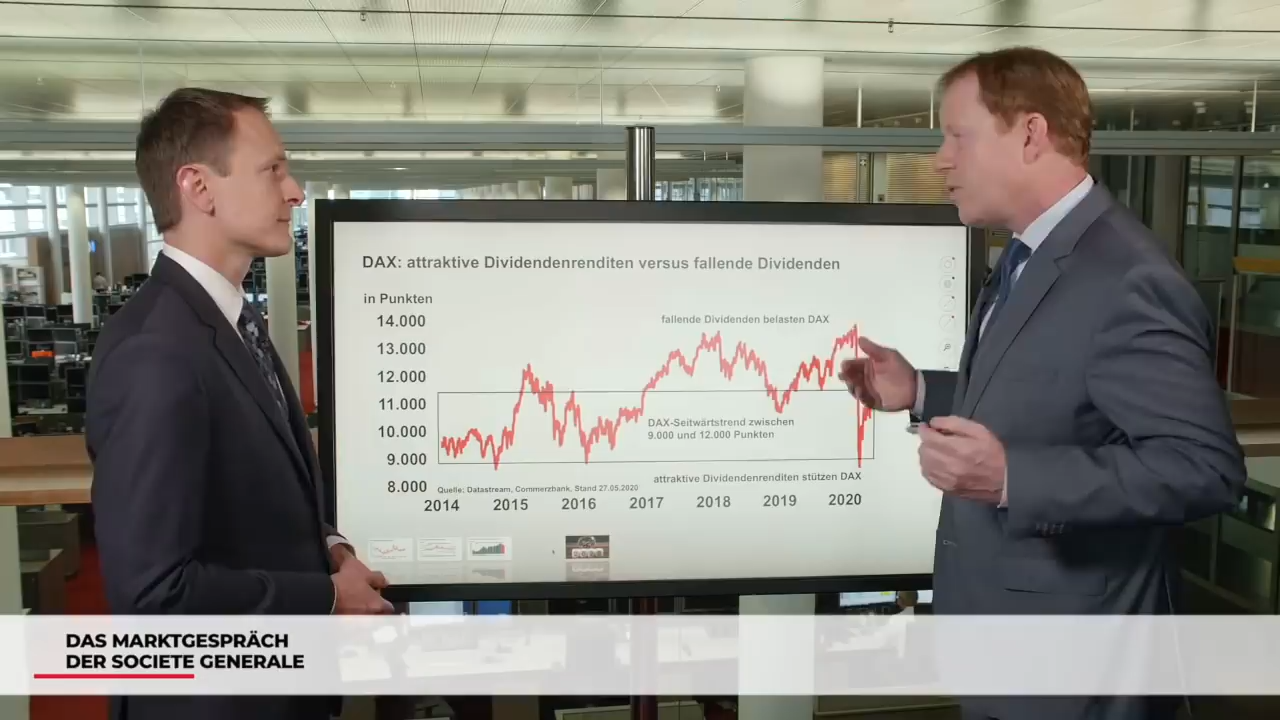 DAX: attraktive Dividendenrenditen versus fallende Dividenden
in Punkten
14.000
fallende Dividenden belasten DAX
13.000
12.000
11.000
DAX-Seitwärtstrend zwischen
9.000 und 12.000 Punkten
10.000
9.000
attraktive Dividendenrenditen stützen DAX
8.000
Quelle: Datastream, Commerzbank, Stand 27.05.2020
2014 2015 2016 2017 2018 2019 2020
DAS MARKTGESPRÄCH
DER SOCIETE GENERALE